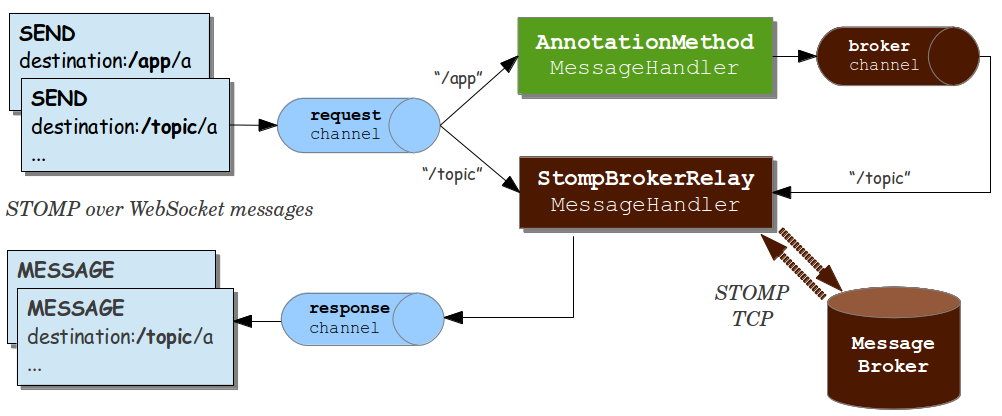 SEND
destination:/app/a
SEND
destination:/topic/a
...
STOMP over WebSocket messages
request
channel
“/app”
“/topic”
AnnotationMethod
MessageHandler
broker
channel
StompBrokerRelay
MessageHandler
“/topic”
MESSAGE
MESSAGE
destination:/topic/a
...
response
channel
STOMP
TCP
Message
Broker